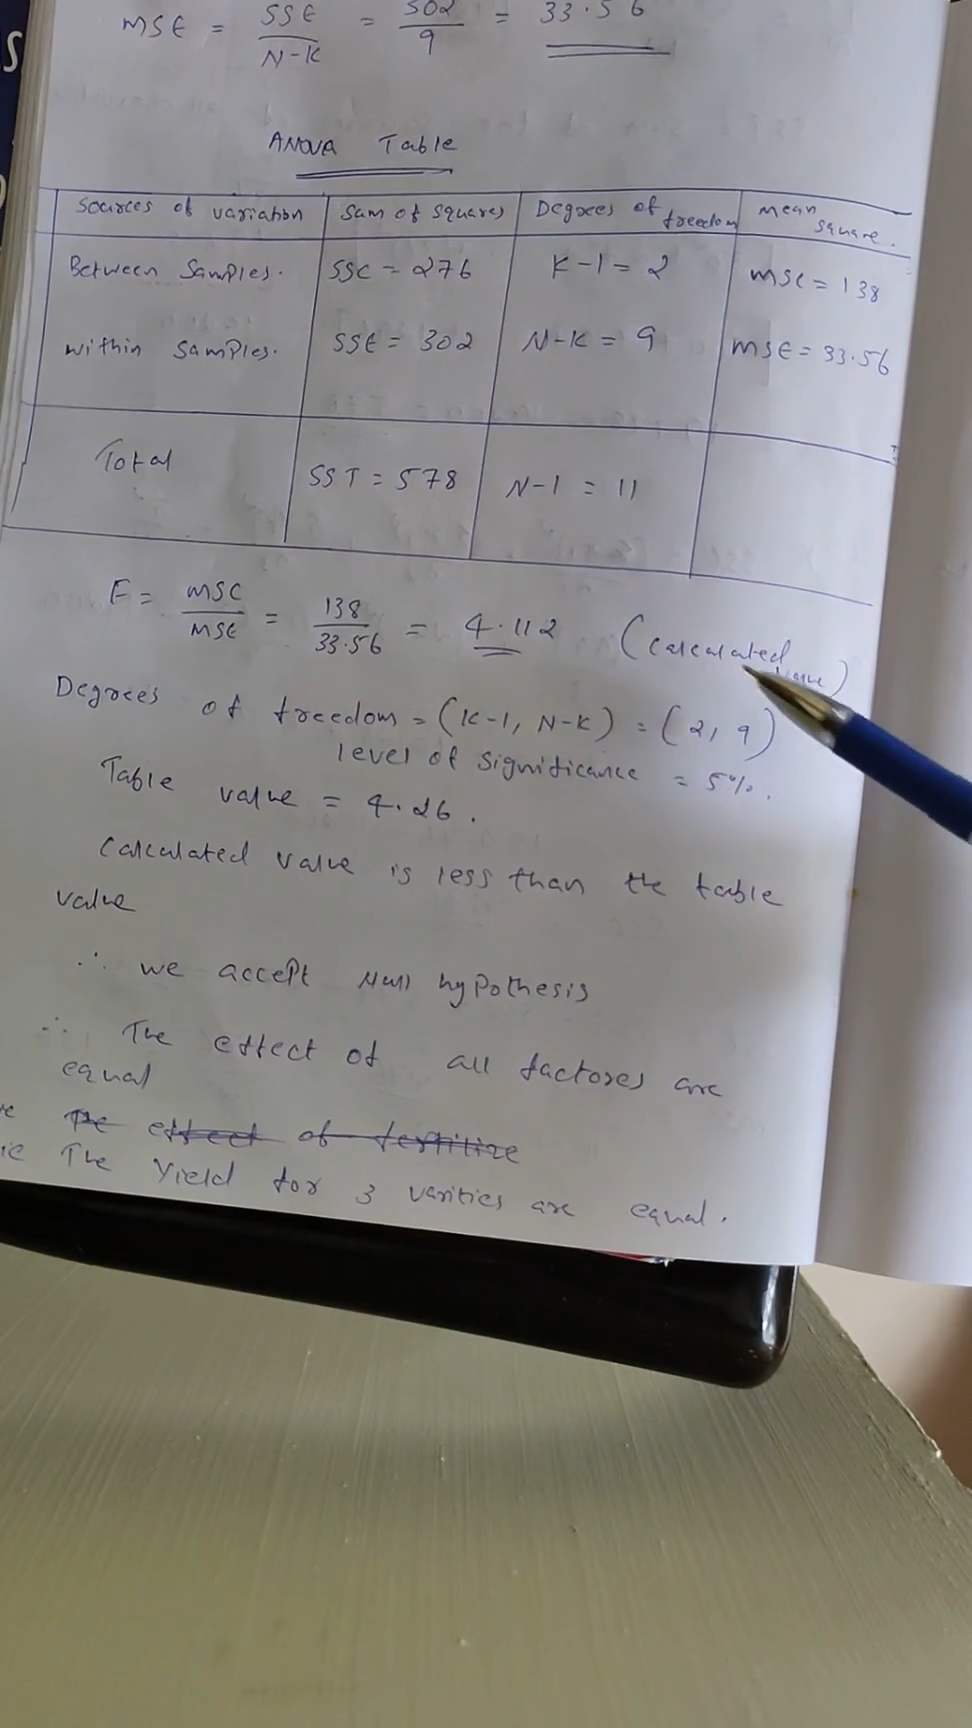 MSE = SSE / N-K = 302 / 9 = 33.56
ANOVA Table
Sources of variation | Sam of squares | Degrees of freedom | mean square.
Between samples. | SSC = 276 | K-1 = 2 | MSC = 138
within samples. | SSE = 302 | N-K = 9 | MSE = 33.56
Total | SST = 578 | N-1 = 11
F = MSC / MSE = 138 / 33.56 = 4.112 (calculated value)
Degrees of freedom = (K-1, N-K) = (2, 9)
level of significance = 5%.
Table value = 4.26.
calculated value is less than the table
value
∴ we accept Null hypothesis
∴ The effect of all factores are
equal
The effect of fertilize
ie The Yield for 3 varities are equal.